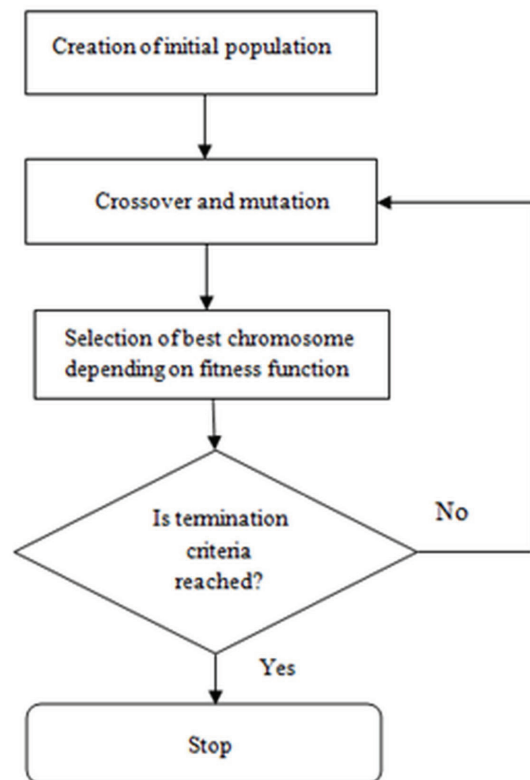 Creation of initial population
Crossover and mutation
Selection of best chromosome
depending on fitness function
Is termination
criteria
reached?
No
Yes
Stop